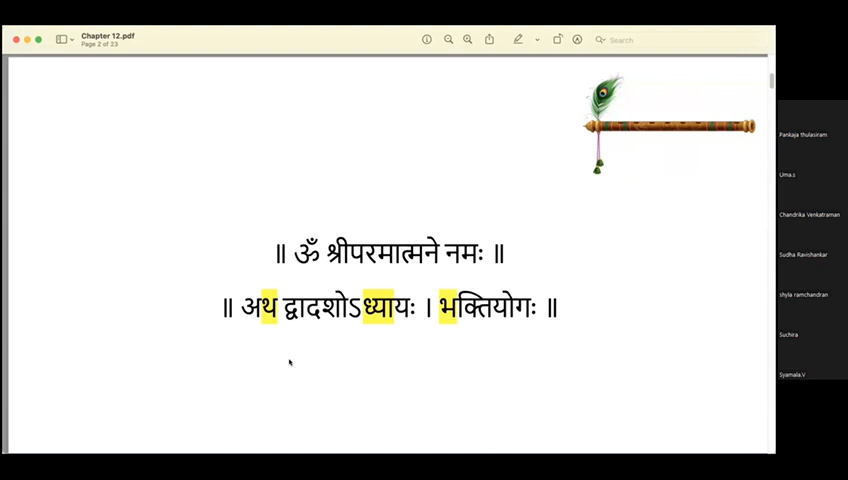 Chapter 12.pdf
Page 2 of 23
Search
॥ ॐ श्रीपरमात्मने नमः ॥
॥ अथ द्वादशोऽध्यायः । भक्तियोगः ॥
Pankaja thulasiram
Uma.s
Chandrika Venkatraman
Sudha Ravishankar
shyla ramchandran
Suchira
Syamala.V